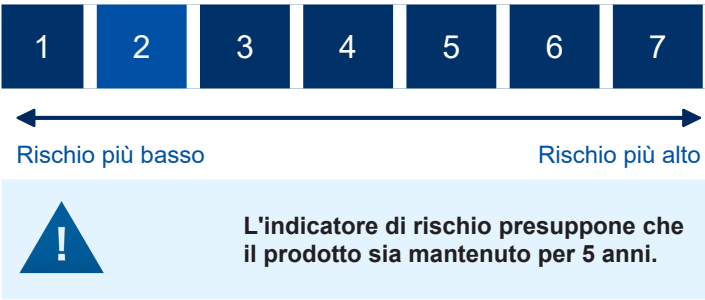 1 2 3 4 5 6 7
Rischio più basso Rischio più alto
!
L'indicatore di rischio presuppone che
il prodotto sia mantenuto per 5 anni.